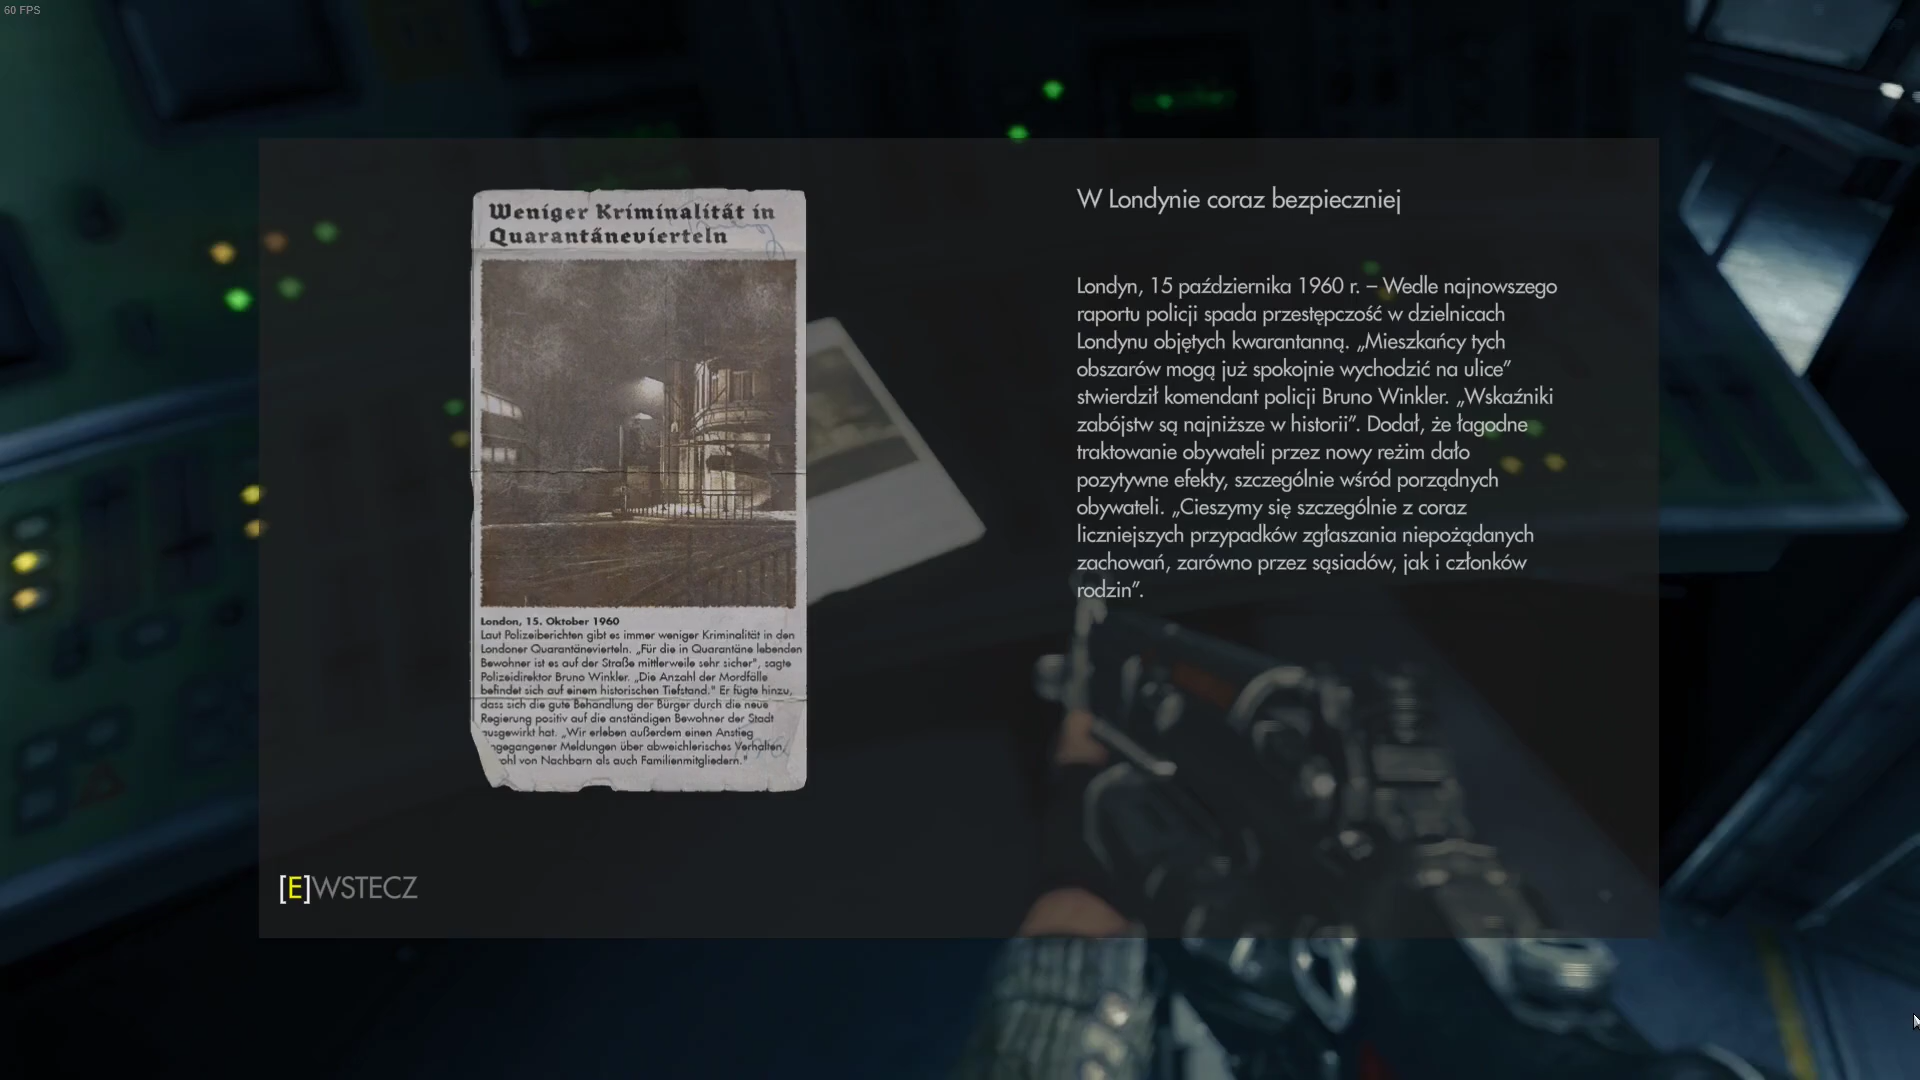 60 FPS
Weniger Kriminalität in
Quarantänevierteln
London, 15. Oktober 1960
Laut Polizeiberichten gibt es immer weniger Kriminalität in den
Londoner Quarantänevierteln. „Für die in Quarantäne lebenden
Bewohner ist es auf der Straße mittlerweile sehr sicher", sagte
Polizeidirektor Bruno Winkler. „Die Anzahl der Mordfälle
befindet sich auf einem historischen Tiefstand." Er fügte hinzu,
dass sich die gute Behandlung der Bürger durch die neue
Regierung positiv auf die anständigen Bewohner der Stadt
ausgewirkt hat. „Wir erleben außerdem einen Anstieg
ngegangener Meldungen über abweichlerisches Verhalten,
ohl von Nachbarn als auch Familienmitgliedern."
W Londynie coraz bezpieczniej
Londyn, 15 października 1960 r. – Wedle najnowszego
raportu policji spada przestępczość w dzielnicach
Londynu objętych kwarantanną. „Mieszkańcy tych
obszarów mogą już spokojnie wychodzić na ulice”
stwierdził komendant policji Bruno Winkler. „Wskaźniki
zabójstw są najniższe w historii”. Dodał, że łagodne
traktowanie obywateli przez nowy reżim dało
pozytywne efekty, szczególnie wśród porządnych
obywateli. „Cieszymy się szczególnie z coraz
liczniejszych przypadków zgłaszania niepożądanych
zachowań, zarówno przez sąsiadów, jak i członków
rodzin”.
[E]WSTECZ